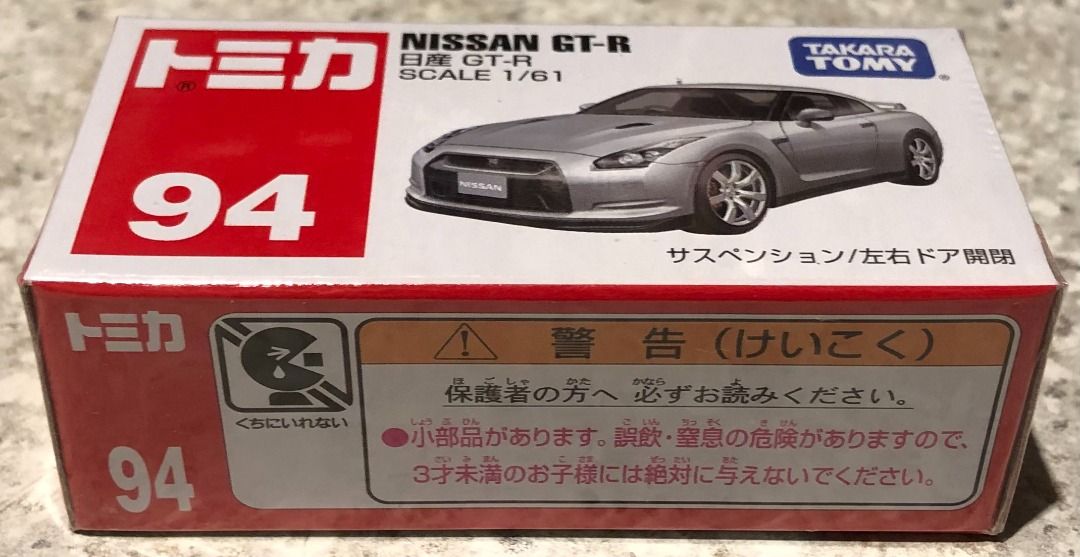 トミカ
®
94
NISSAN GT-R
日産 GT-R
SCALE 1/61
TAKARA
TOMY
®
NISSAN
サスペンション/左右ドア開閉
トミカ
94
くちにいれない
警告(けいこく)
保護者の方へ 必ずお読みください。
●小部品があります。誤飲・窒息の危険がありますので、
3才未満のお子様には絶対に与えないでください。